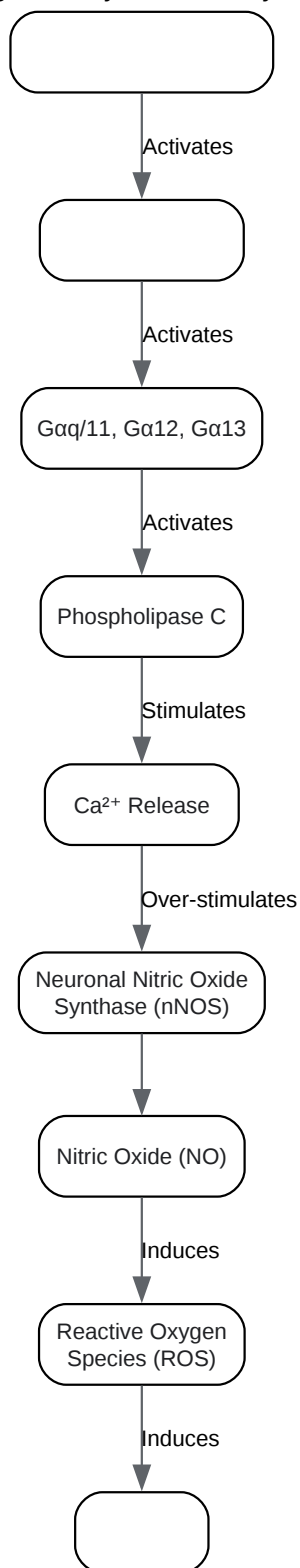 Activates
Activates
Gαq/11, Gα12, Gα13
Activates
Phospholipase C
Stimulates
Ca²⁺ Release
Over-stimulates
Neuronal Nitric Oxide
Synthase (nNOS)
Nitric Oxide (NO)
Induces
Reactive Oxygen
Species (ROS)
Induces